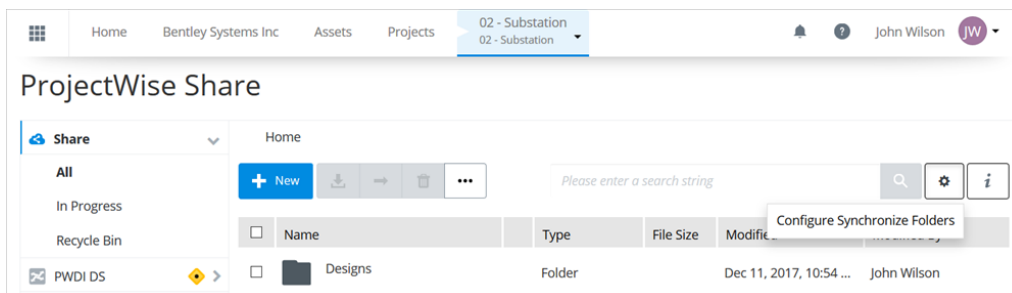 Home Bentley Systems Inc Assets Projects 02 - Substation John Wilson JW
02 - Substation
ProjectWise Share
Share Home
All + New ••• Please enter a search string i
In Progress Configure Synchronize Folders
Recycle Bin Name Type File Size Modified
PWDI DS Designs Folder Dec 11, 2017, 10:54 ... John Wilson